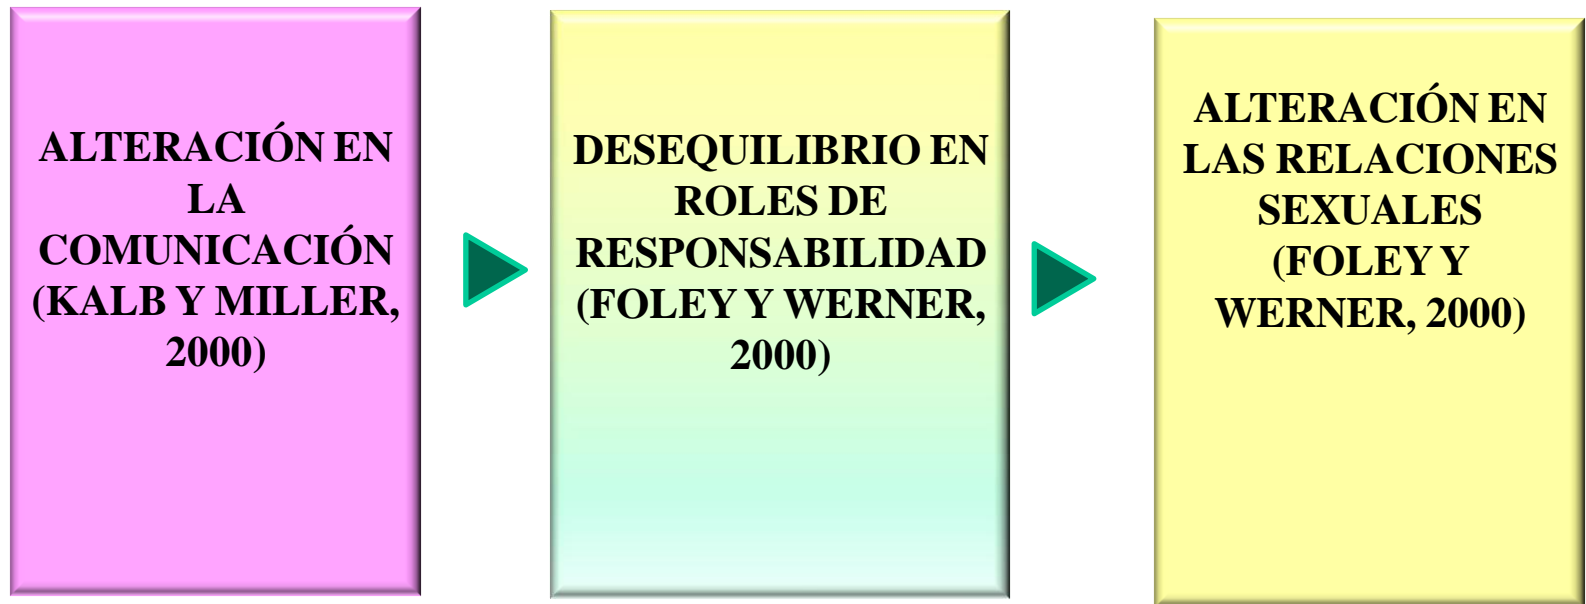 ALTERACIÓN EN
LA
COMUNICACIÓN
(KALB Y MILLER,
2000)
DESEQUILIBRIO EN
ROLES DE
RESPONSABILIDAD
(FOLEY Y WERNER,
2000)
ALTERACIÓN EN
LAS RELACIONES
SEXUALES
(FOLEY Y
WERNER, 2000)